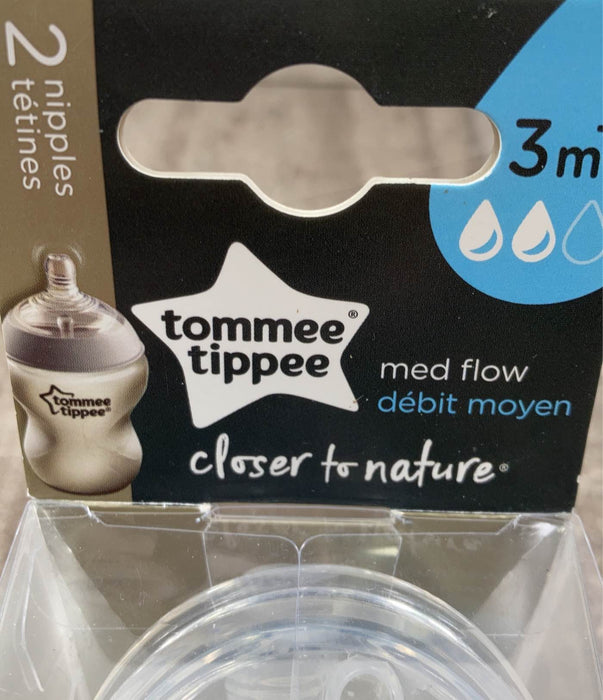 2 nipples
tétines
3m
tommee®
tippee
med flow
débit moyen
closer to nature®
tommee
tippee®